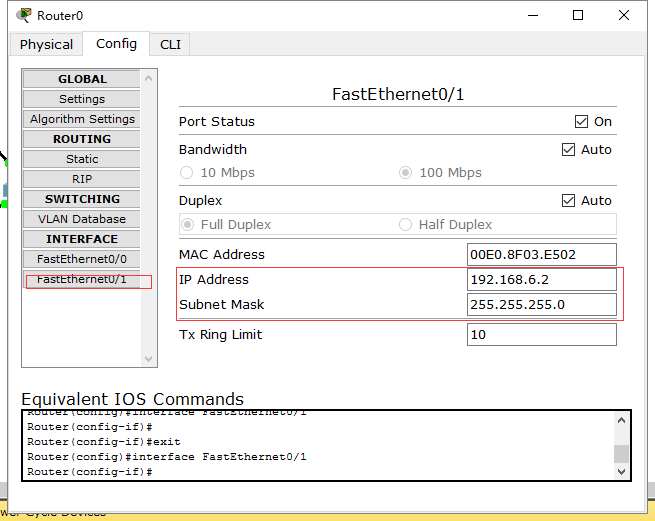 Router0
Physical Config CLI
GLOBAL
Settings
Algorithm Settings
ROUTING
Static
RIP
SWITCHING
VLAN Database
INTERFACE
FastEthernet0/0
FastEthernet0/1
FastEthernet0/1
Port Status On
Bandwidth Auto
10 Mbps 100 Mbps
Duplex Auto
Full Duplex Half Duplex
MAC Address 00E0.8F03.E502
IP Address 192.168.6.2
Subnet Mask 255.255.255.0
Tx Ring Limit 10
Equivalent IOS Commands
Router(config)#interface FastEthernet0/1
Router(config-if)#
Router(config-if)#exit
Router(config)#interface FastEthernet0/1
Router(config-if)#
wer Cycle Devices